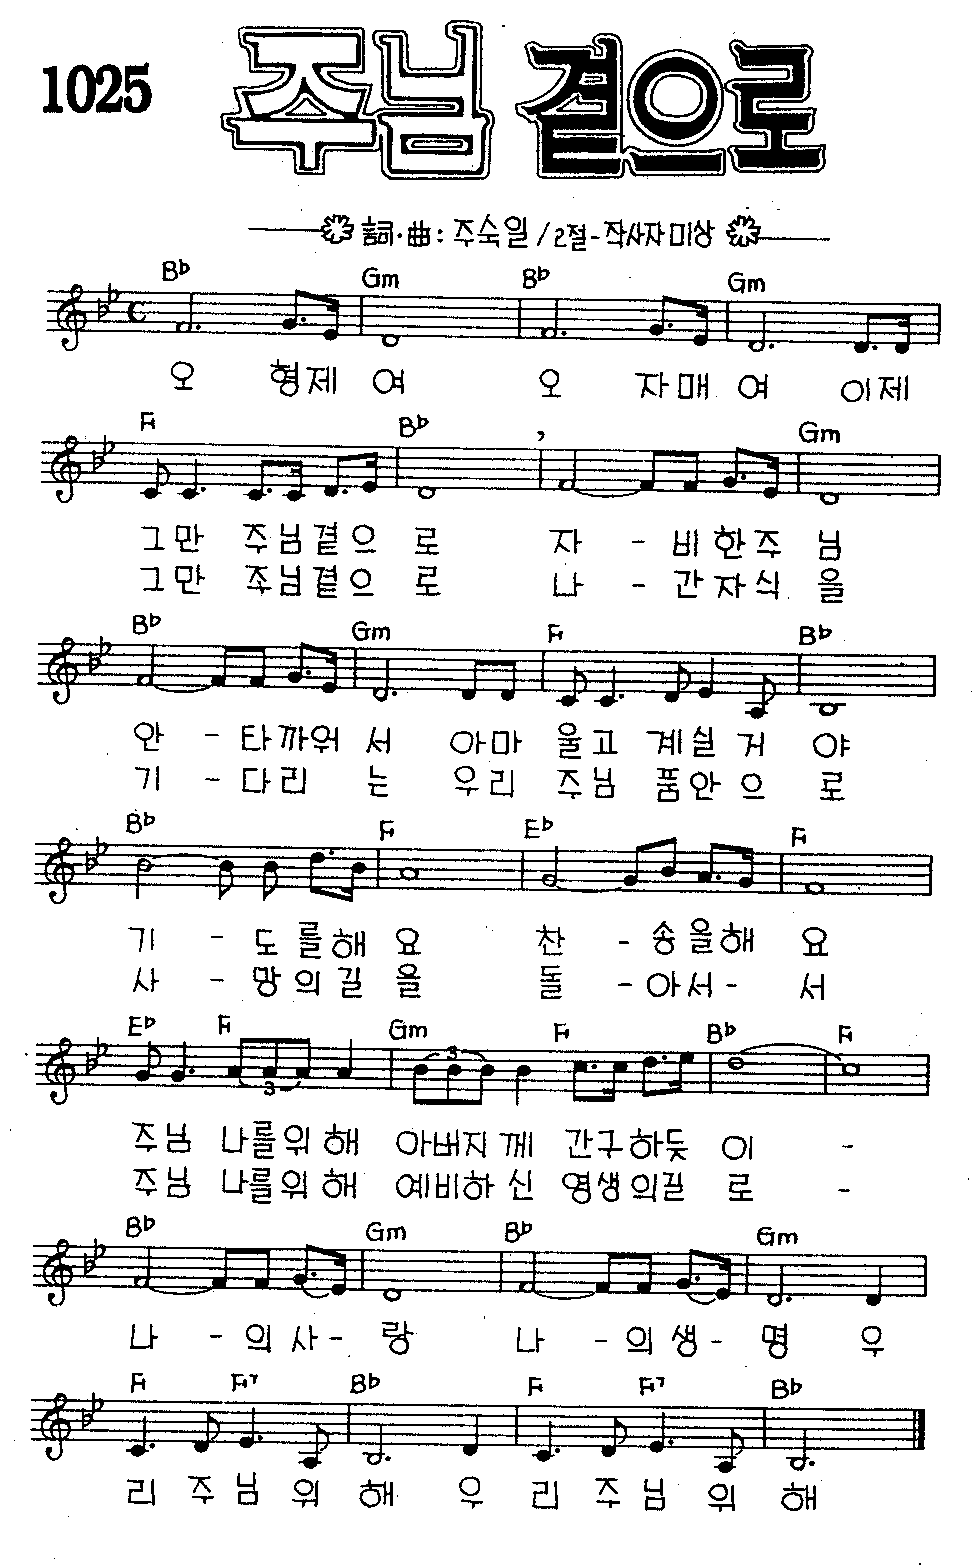 1025 주님 곁으로
詞·曲: 주숙일 / 2절-작사자미상
B♭ Gm B♭ Gm
오 형제 여 오 자매 여 이제
F B♭ Gm
그만 주님곁으 로 자 - 비한주 님
그만 주님곁으 로 나 - 간자식 을
B♭ Gm F B♭
안 - 타까워 서 아마 울고 계실 거 야
기 - 다리 는 우리 주님 품안으 로
B♭ F E♭ F
기 - 도를해 요 찬 - 송을해 요
사 - 망의길 을 돌 - 아서 - 서
E♭ F Gm F B♭ F
3 3
주님 나를위 해 아버지 께 간구하듯 이 -
주님 나를위 해 예비하 신 영생의길 로 -
B♭ Gm B♭ Gm
나 - 의사 - 랑 나 - 의생 - 명 우
F F7 B♭ F F7 B♭
리 주 님 위 해 우 리 주 님 위 해